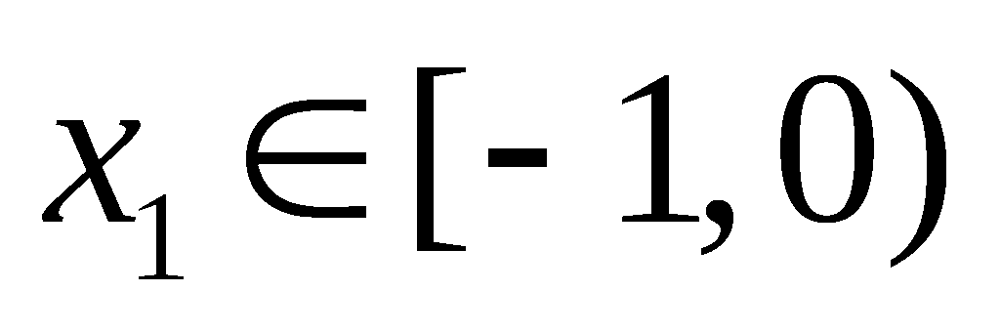 x₁ ∈ [- 1, 0)